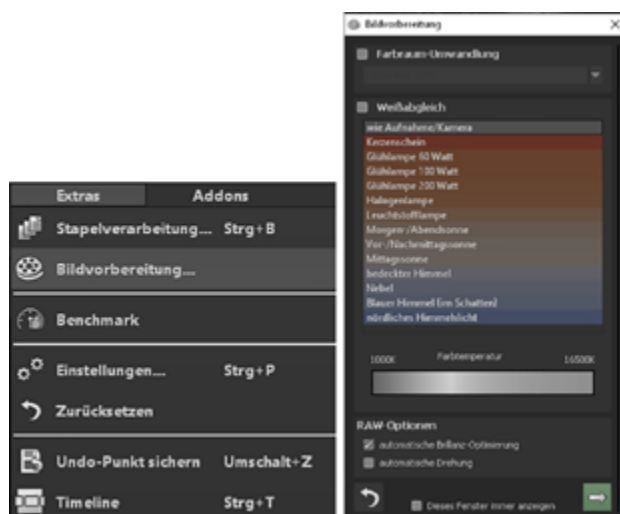 Extras Addons
Stapelverarbeitung... Strg+B
Bildvorbereitung...
Benchmark
Einstellungen... Strg+P
Zurücksetzen
Undo-Punkt sichern Umschalt+Z
Timeline Strg+T
Bildvorbereitung
Farbraum-Umwandlung
Weißabgleich
wie Aufnahme/Kamera
Kerzenschein
Glühlampe 60 Watt
Glühlampe 100 Watt
Glühlampe 200 Watt
Halogenlampe
Leuchtstofflampe
Morgen-/Abendsonne
Vor-/Nachmittagssonne
Mittagssonne
bedeckter Himmel
Nebel
Blauer Himmel (im Schatten)
nördliches Himmelslicht
1000K Farbtemperatur 16500K
RAW-Optionen
automatische Brillanz-Optimierung
automatische Drehung
Dieses Fenster immer anzeigen